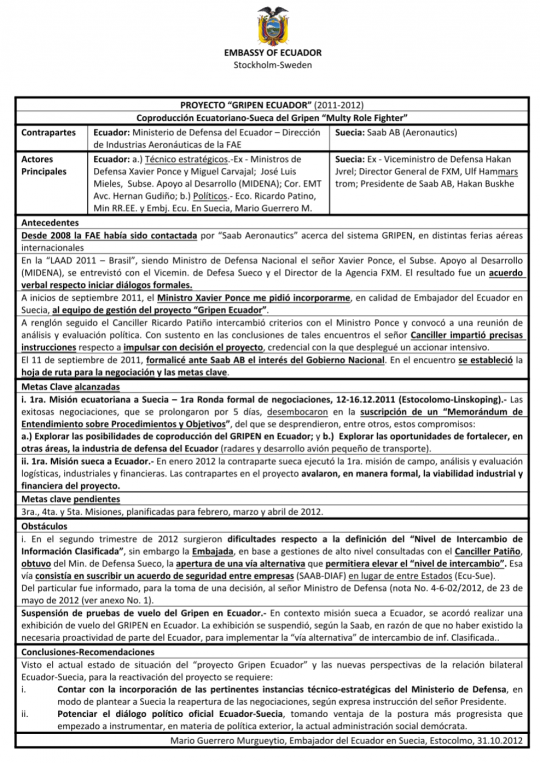 EMBASSY OF ECUADOR
Stockholm-Sweden
PROYECTO “GRIPEN ECUADOR” (2011-2012)
Coproducción Ecuatoriano-Sueca del Gripen “Multy Role Fighter”
Contrapartes
Ecuador: Ministerio de Defensa del Ecuador – Dirección
de Industrias Aeronáuticas de la FAE
Suecia: Saab AB (Aeronautics)
Actores
Principales
Ecuador: a.) Técnico estratégicos.-Ex - Ministros de
Defensa Xavier Ponce y Miguel Carvajal; José Luis
Mieles, Subse. Apoyo al Desarrollo (MIDENA); Cor. EMT
Avc. Hernan Gudiño; b.) Políticos.- Eco. Ricardo Patino,
Min RR.EE. y Embj. Ecu. En Suecia, Mario Guerrero M.
Suecia: Ex - Viceministro de Defensa Hakan
Jvrel; Director General de FXM, Ulf Hammars
trom; Presidente de Saab AB, Hakan Buskhe
Antecedentes
Desde 2008 la FAE había sido contactada por “Saab Aeronautics” acerca del sistema GRIPEN, en distintas ferias aéreas
internacionales
En la “LAAD 2011 – Brasil”, siendo Ministro de Defensa Nacional el señor Xavier Ponce, el Subse. Apoyo al Desarrollo
(MIDENA), se entrevistó con el Vicemin. de Defesa Sueco y el Director de la Agencia FXM. El resultado fue un acuerdo
verbal respecto iniciar diálogos formales.
A inicios de septiembre 2011, el Ministro Xavier Ponce me pidió incorporarme, en calidad de Embajador del Ecuador en
Suecia, al equipo de gestión del proyecto “Gripen Ecuador”.
A renglón seguido el Canciller Ricardo Patiño intercambió criterios con el Ministro Ponce y convocó a una reunión de
análisis y evaluación política. Con sustento en las conclusiones de tales encuentros el señor Canciller impartió precisas
instrucciones respecto a impulsar con decisión el proyecto, credencial con la que desplegué un accionar intensivo.
El 11 de septiembre de 2011, formalicé ante Saab AB el interés del Gobierno Nacional. En el encuentro se estableció la
hoja de ruta para la negociación y las metas clave.
Metas Clave alcanzadas
i. 1ra. Misión ecuatoriana a Suecia – 1ra Ronda formal de negociaciones, 12-16.12.2011 (Estocolomo-Linskoping).- Las
exitosas negociaciones, que se prolongaron por 5 días, desembocaron en la suscripción de un “Memorándum de
Entendimiento sobre Procedimientos y Objetivos”, del que se desprendieron, entre otros, estos compromisos:
a.) Explorar las posibilidades de coproducción del GRIPEN en Ecuador; y b.) Explorar las oportunidades de fortalecer, en
otras áreas, la industria de defensa del Ecuador (radares y desarrollo avión pequeño de transporte).
ii. 1ra. Misión sueca a Ecuador.- En enero 2012 la contraparte sueca ejecutó la 1ra. misión de campo, análisis y evaluación
logísticas, industriales y financieras. Las contrapartes en el proyecto avalaron, en manera formal, la viabilidad industrial y
financiera del proyecto.
Metas clave pendientes
3ra., 4ta. y 5ta. Misiones, planificadas para febrero, marzo y abril de 2012.
Obstáculos
i. En el segundo trimestre de 2012 surgieron dificultades respecto a la definición del “Nivel de Intercambio de
Información Clasificada”, sin embargo la Embajada, en base a gestiones de alto nivel consultadas con el Canciller Patiño,
obtuvo del Min. de Defensa Sueco, la apertura de una vía alternativa que permitiera elevar el “nivel de intercambio”. Esa
vía consistía en suscribir un acuerdo de seguridad entre empresas (SAAB-DIAF) en lugar de entre Estados (Ecu-Sue).
Del particular fue informado, para la toma de una decisión, al señor Ministro de Defensa (nota No. 4-6-02/2012, de 23 de
mayo de 2012 (ver anexo No. 1).
Suspensión de pruebas de vuelo del Gripen en Ecuador.- En contexto misión sueca a Ecuador, se acordó realizar una
exhibición de vuelo del GRIPEN en Ecuador. La exhibición se suspendió, según la Saab, en razón de que no haber existido la
necesaria proactividad de parte del Ecuador, para implementar la “vía alternativa” de intercambio de inf. Clasificada..
Conclusiones-Recomendaciones
Visto el actual estado de situación del “proyecto Gripen Ecuador” y las nuevas perspectivas de la relación bilateral
Ecuador-Suecia, para la reactivación del proyecto se requiere:
i. Contar con la incorporación de las pertinentes instancias técnico-estratégicas del Ministerio de Defensa, en
modo de plantear a Suecia la reapertura de las negociaciones, según expresa instrucción del señor Presidente.
ii. Potenciar el diálogo político oficial Ecuador-Suecia, tomando ventaja de la postura más progresista que
empezado a instrumentar, en materia de política exterior, la actual administración social demócrata.
Mario Guerrero Murgueytio, Embajador del Ecuador en Suecia, Estocolmo, 31.10.2012